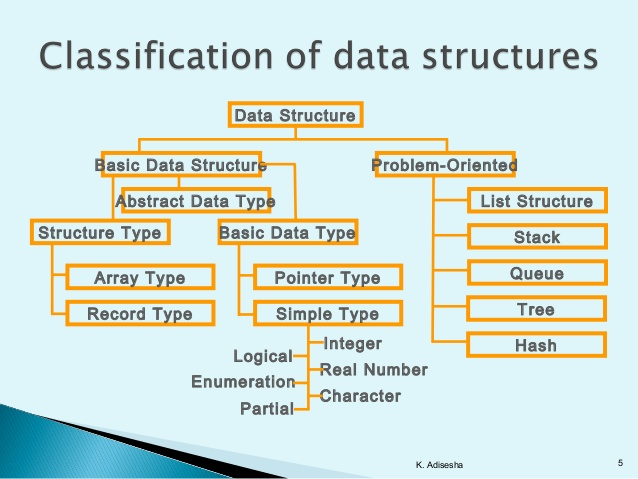 Classification of data structures
Data Structure
Basic Data Structure
Problem-Oriented
Abstract Data Type
List Structure
Structure Type
Basic Data Type
Stack
Array Type
Pointer Type
Queue
Record Type
Simple Type
Tree
Integer
Hash
Logical
Real Number
Enumeration
Character
Partial
K. Adisesha
5